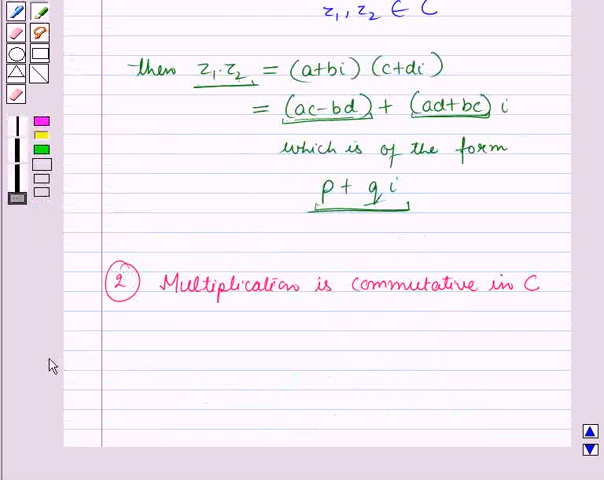 z₁, z₂ ∈ C
then z₁.z₂ = (a+bi) (c+di)
= (ac-bd) + (ad+bc) i
which is of the form
p + q i
2 Multiplication is commutative in C